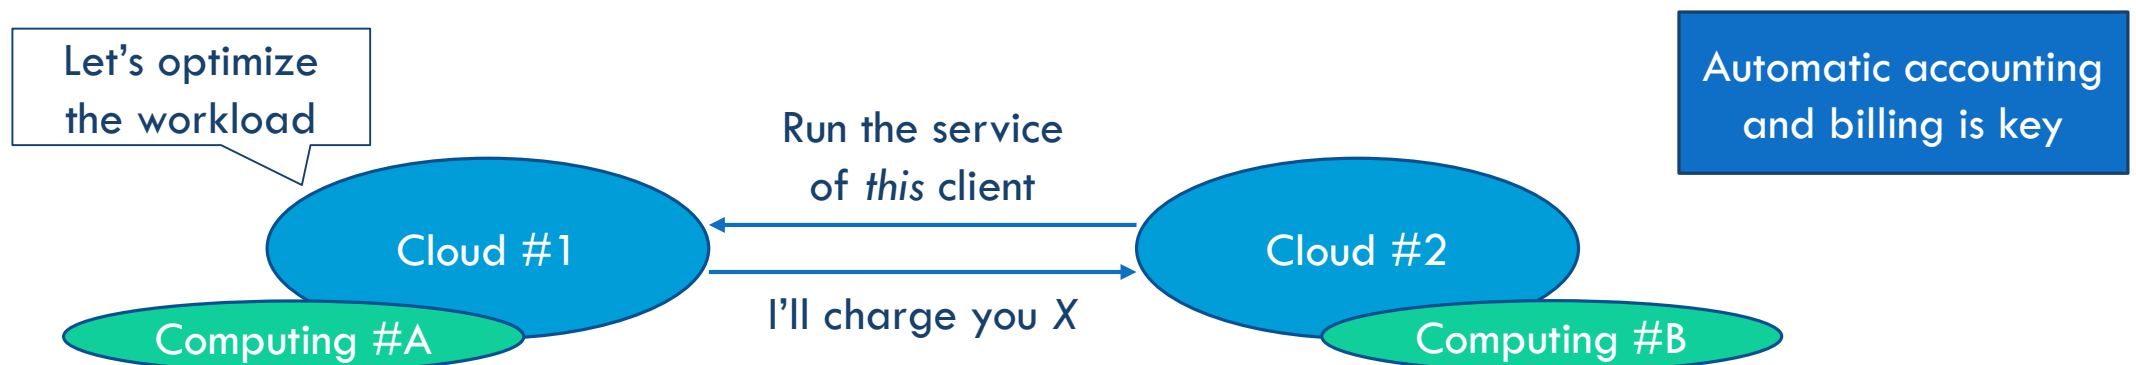 Let's optimize
the workload
Run the service
of this client
Cloud #1
Cloud #2
I'll charge you X
Computing #A
Computing #B
Automatic accounting
and billing is key